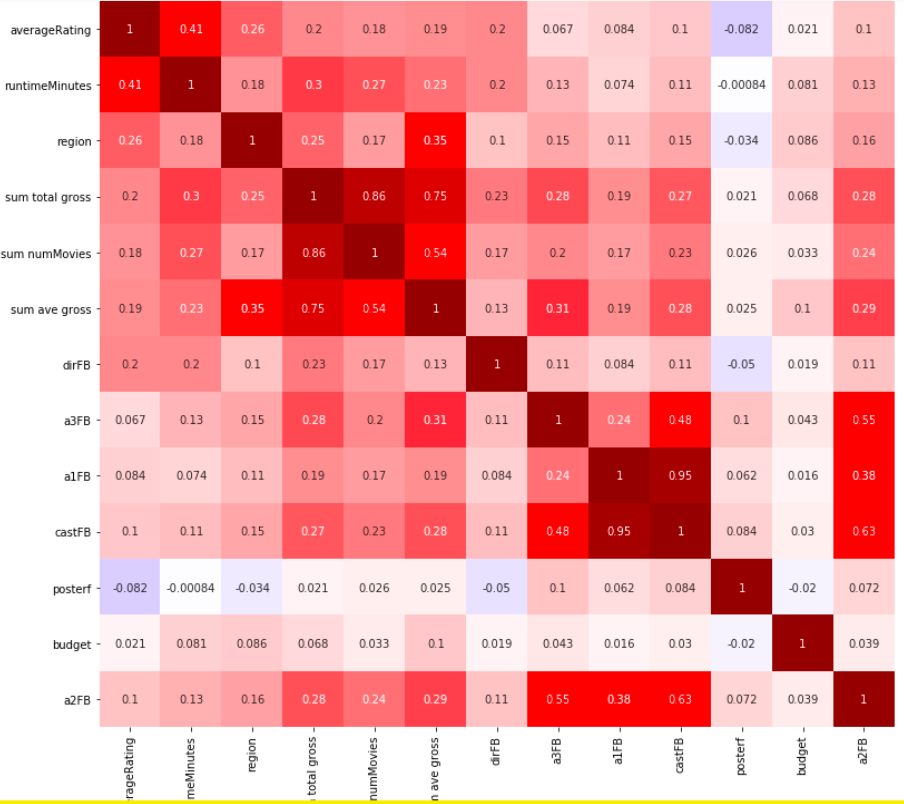 averageRating 1 0.41 0.26 0.2 0.18 0.19 0.2 0.067 0.084 0.1 -0.082 0.021 0.1
runtimeMinutes 0.41 1 0.18 0.3 0.27 0.23 0.2 0.13 0.074 0.11 -0.00084 0.081 0.13
region 0.26 0.18 1 0.25 0.17 0.35 0.1 0.15 0.11 0.15 -0.034 0.086 0.16
sum total gross 0.2 0.3 0.25 1 0.86 0.75 0.23 0.28 0.19 0.27 0.021 0.068 0.28
sum numMovies 0.18 0.27 0.17 0.86 1 0.54 0.17 0.2 0.17 0.23 0.026 0.033 0.24
sum ave gross 0.19 0.23 0.35 0.75 0.54 1 0.13 0.31 0.19 0.28 0.025 0.1 0.29
dirFB 0.2 0.2 0.1 0.23 0.17 0.13 1 0.11 0.084 0.11 -0.05 0.019 0.11
a3FB 0.067 0.13 0.15 0.28 0.2 0.31 0.11 1 0.24 0.48 0.1 0.043 0.55
a1FB 0.084 0.074 0.11 0.19 0.17 0.19 0.084 0.24 1 0.95 0.062 0.016 0.38
castFB 0.1 0.11 0.15 0.27 0.23 0.28 0.11 0.48 0.95 1 0.084 0.03 0.63
posterf -0.082 -0.00084 -0.034 0.021 0.026 0.025 -0.05 0.1 0.062 0.084 1 -0.02 0.072
budget 0.021 0.081 0.086 0.068 0.033 0.1 0.019 0.043 0.016 0.03 -0.02 1 0.039
a2FB 0.1 0.13 0.16 0.28 0.24 0.29 0.11 0.55 0.38 0.63 0.072 0.039 1
erageRating
meMinutes
region
total gross
numMovies
ave gross
dirFB
a3FB
a1FB
castFB
posterf
budget
a2FB